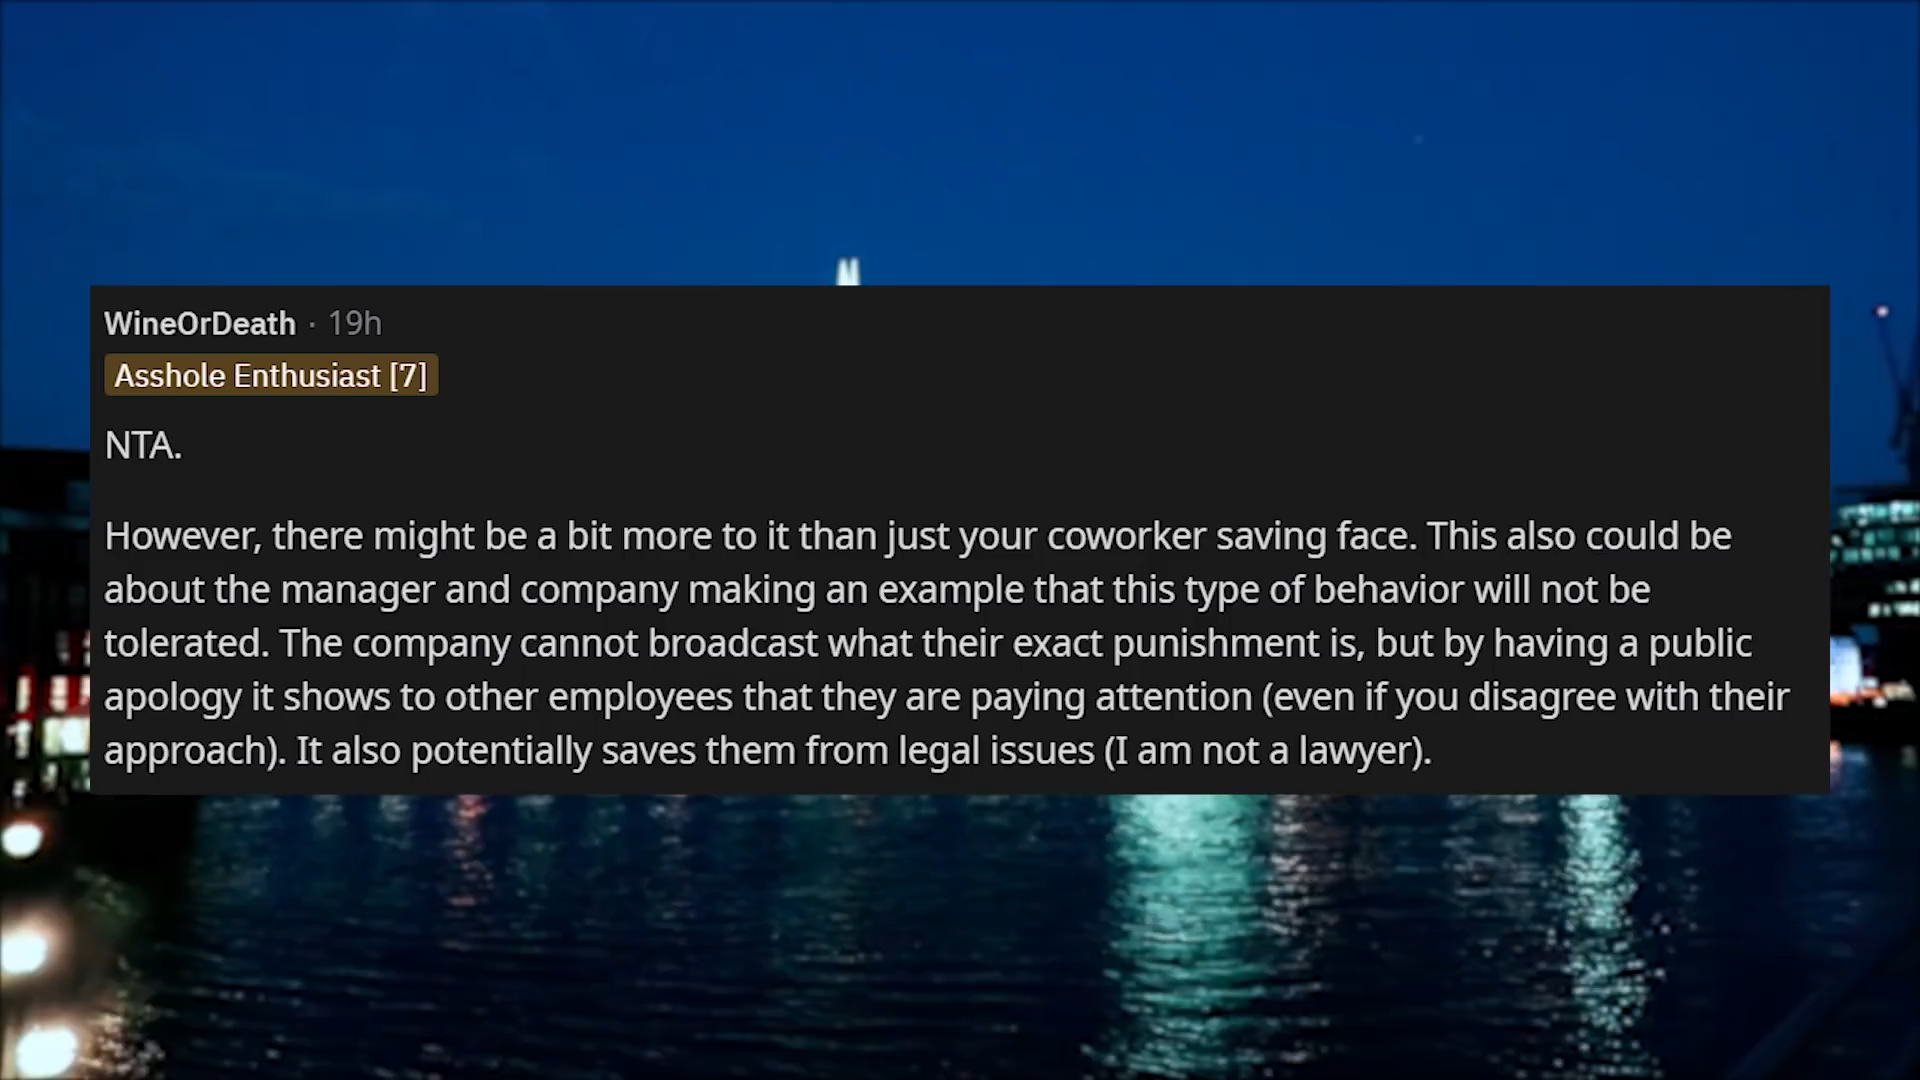 WineOrDeath · 19h
Asshole Enthusiast [7]
NTA.
However, there might be a bit more to it than just your coworker saving face. This also could be
about the manager and company making an example that this type of behavior will not be
tolerated. The company cannot broadcast what their exact punishment is, but by having a public
apology it shows to other employees that they are paying attention (even if you disagree with their
approach). It also potentially saves them from legal issues (I am not a lawyer).